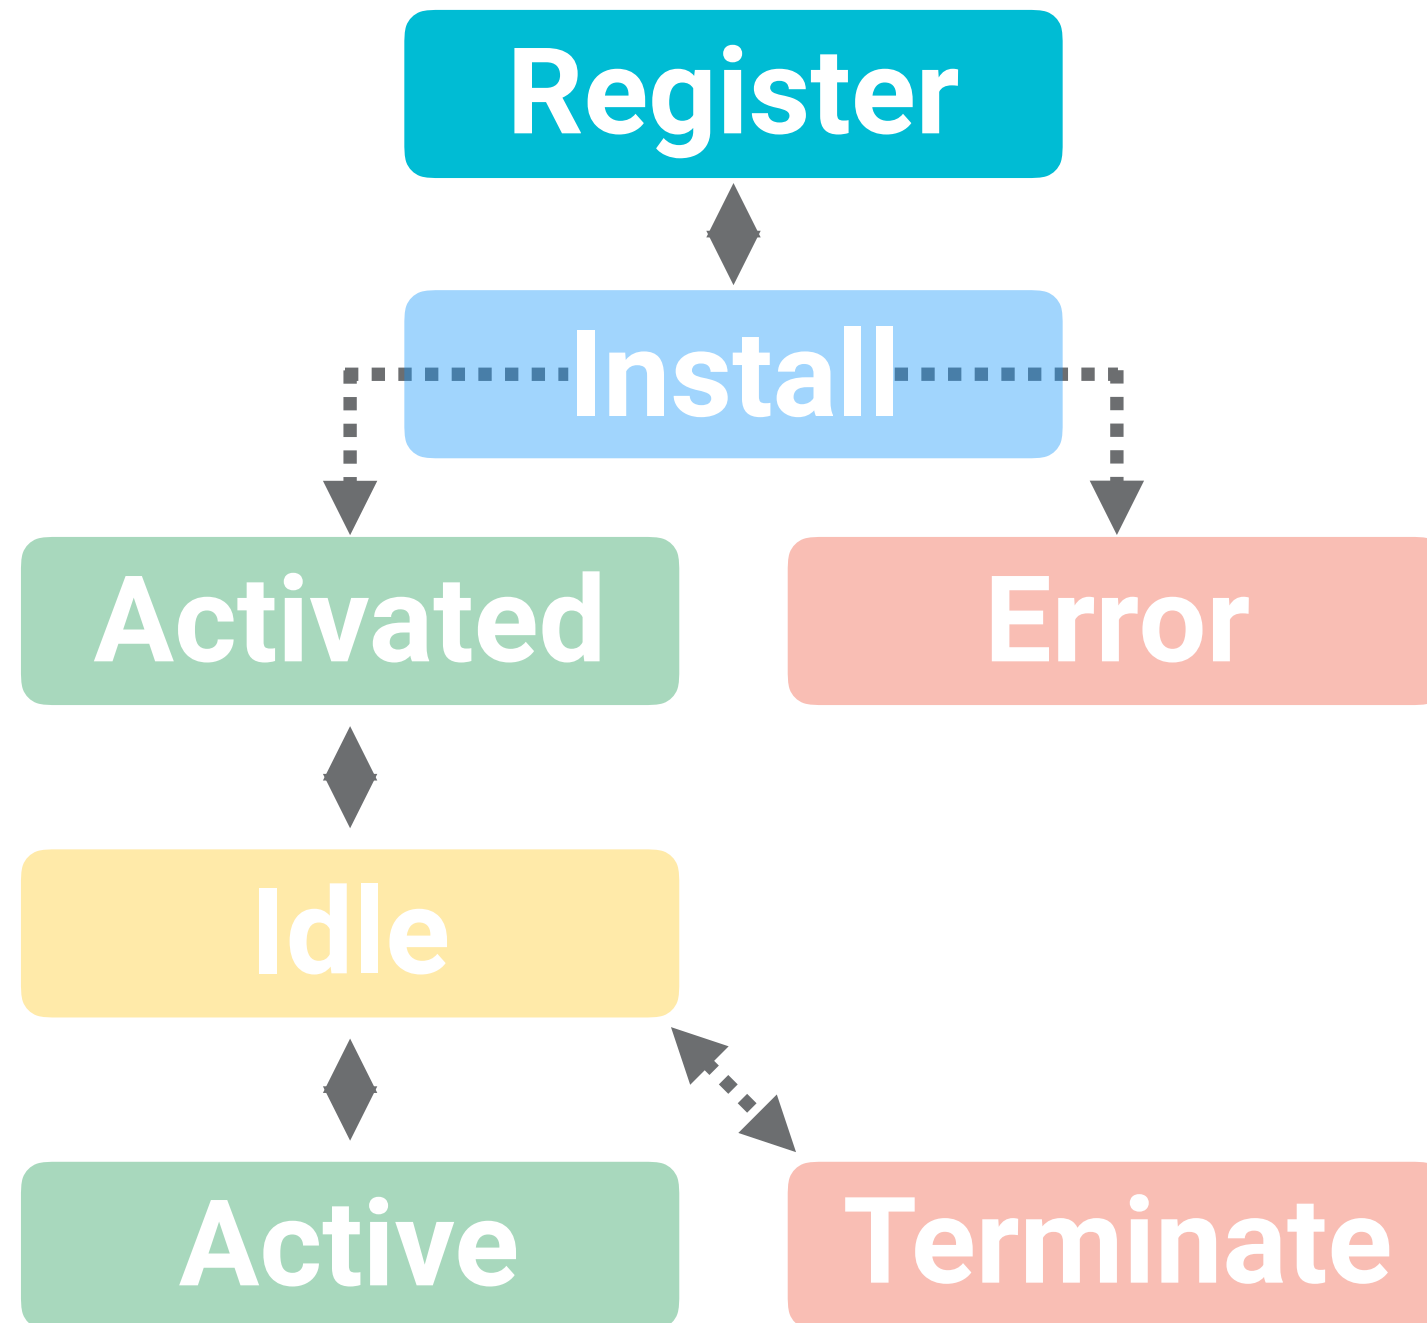 Register
Install
Activated
Error
Idle
Active
Terminate